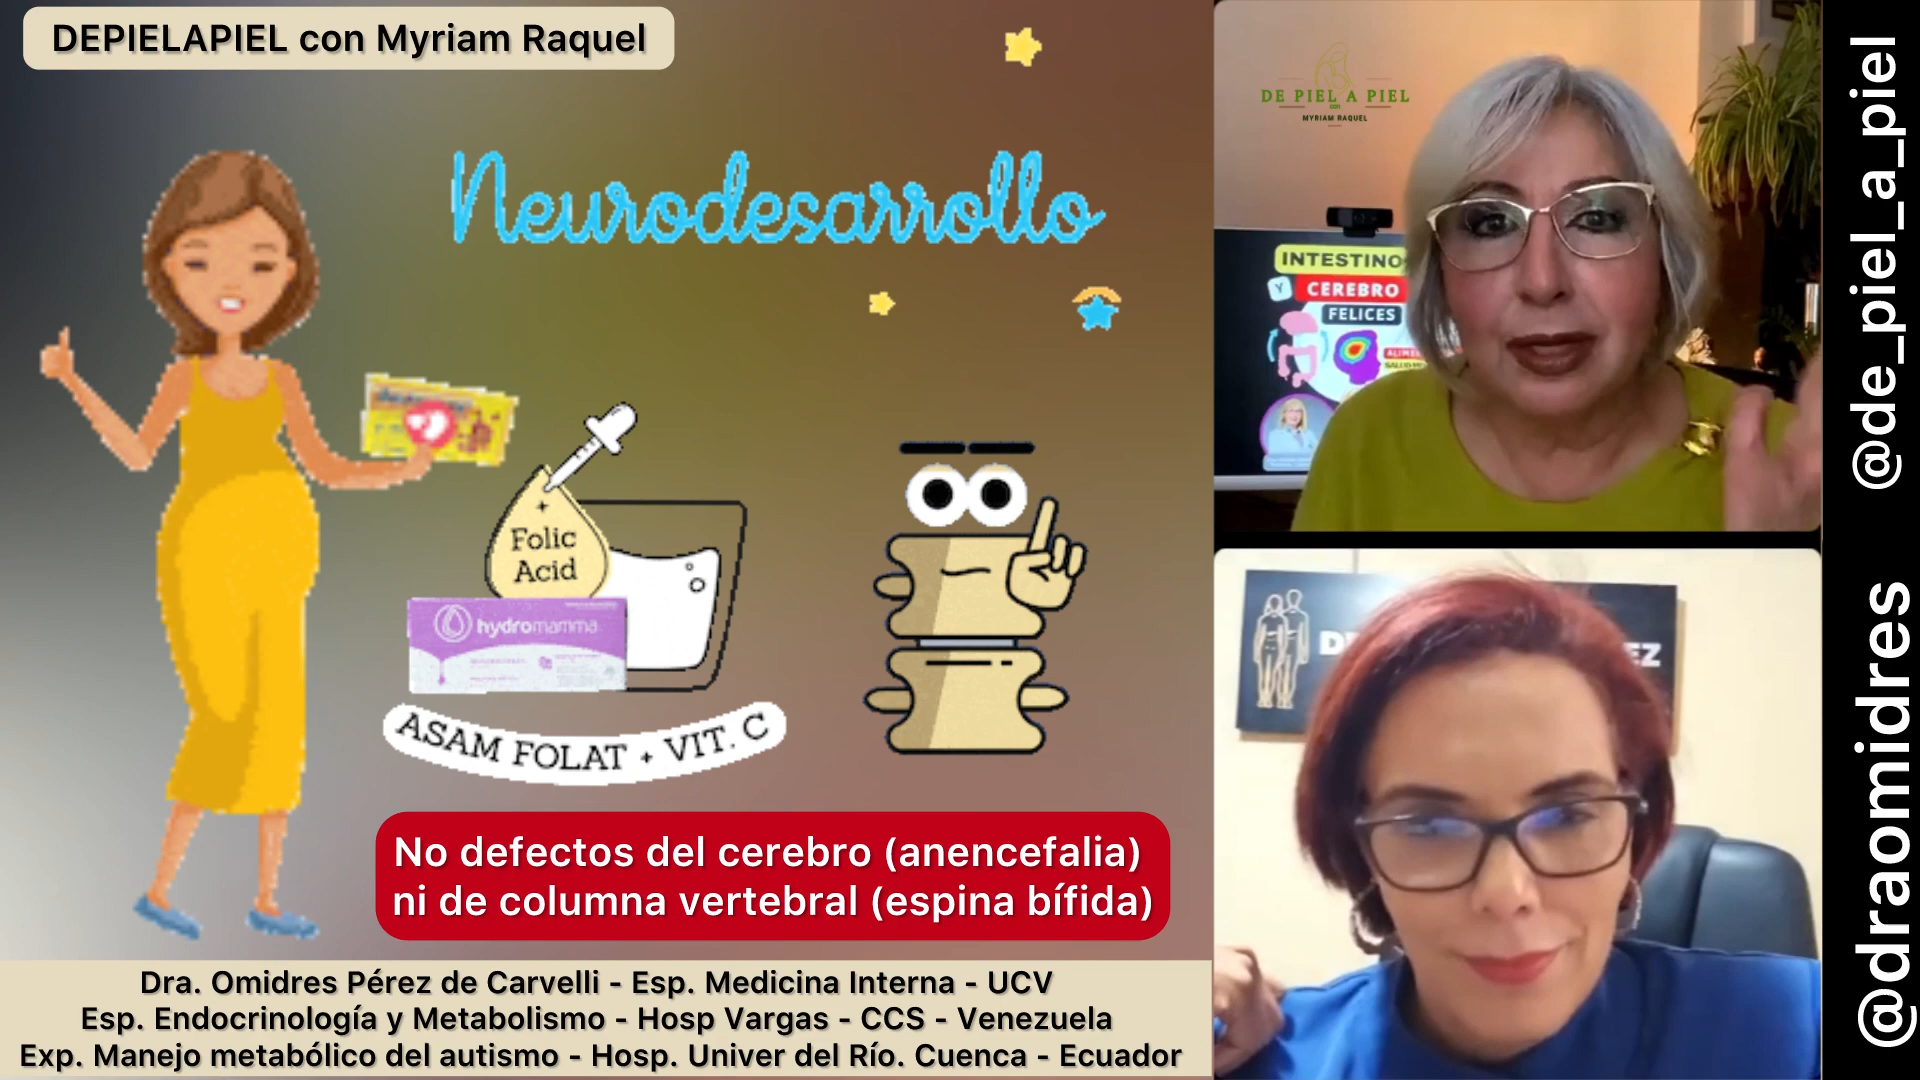 DEPIELAPIEL con Myriam Raquel
Neurodesarrollo
+
Folic
Acid
hydromamma
ASAM FOLAT + VIT. C
No defectos del cerebro (anencefalia)
ni de columna vertebral (espina bífida)
Dra. Omidres Pérez de Carvelli - Esp. Medicina Interna - UCV
Esp. Endocrinología y Metabolismo - Hosp Vargas - CCS - Venezuela
Exp. Manejo metabólico del autismo - Hosp. Univer del Río. Cuenca - Ecuador
DE PIEL A PIEL
con
MYRIAM RAQUEL
INTESTINO
Y CEREBRO
FELICES
@de_piel_a_piel
@draomidres